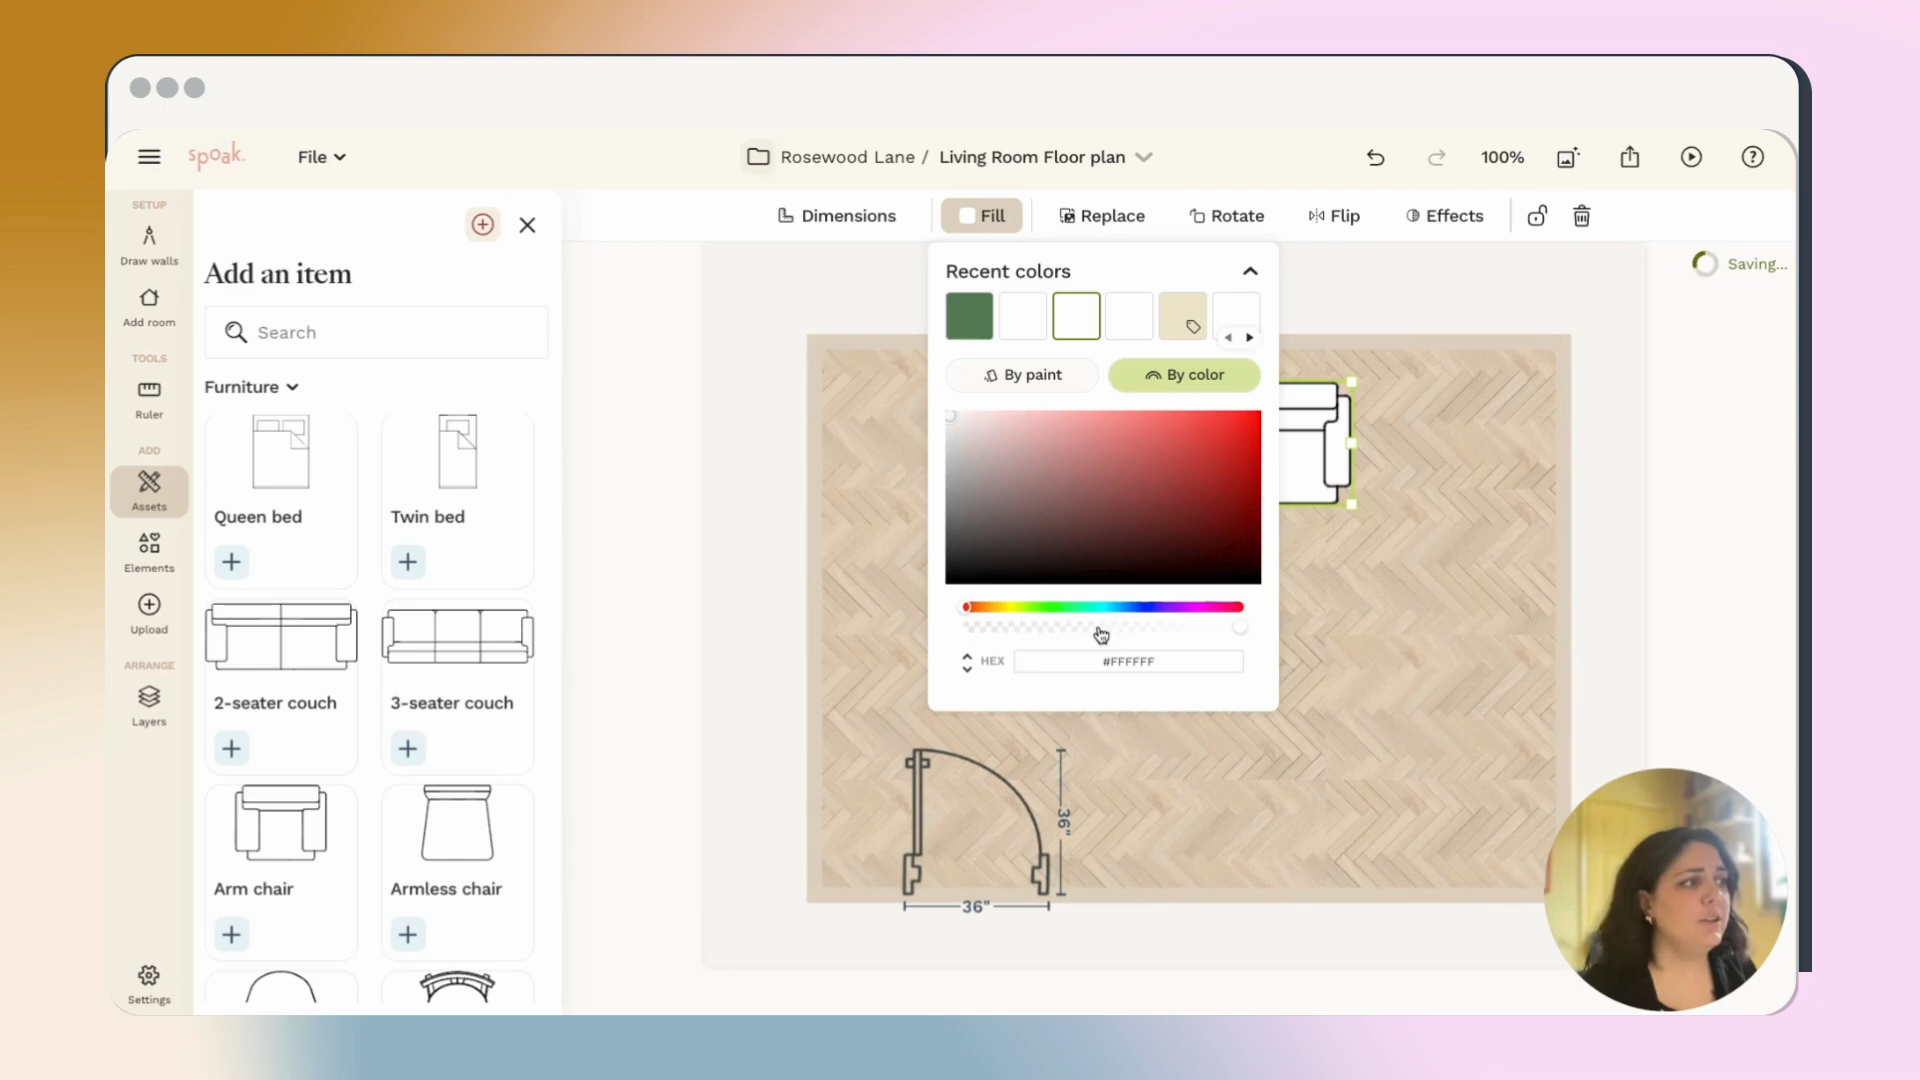 spoak.
File
Rosewood Lane / Living Room Floor plan
100%
SETUP
Draw walls
Add room
TOOLS
Ruler
ADD
Assets
Elements
Upload
ARRANGE
Layers
Settings
Add an item
Search
Furniture
Queen bed
Twin bed
2-seater couch
3-seater couch
Arm chair
Armless chair
Dimensions
Fill
Replace
Rotate
Flip
Effects
Saving...
Recent colors
By paint
By color
HEX
#FFFFFF
36"
36"